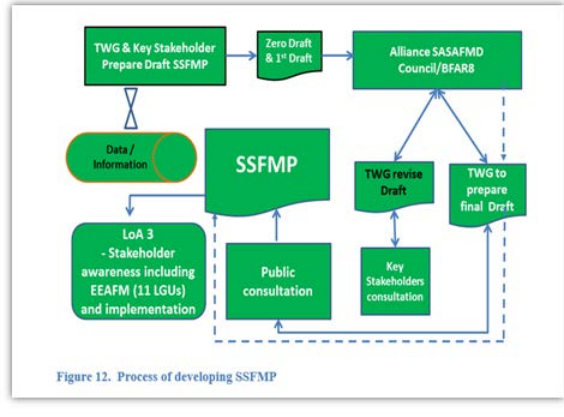 TWG & Key Stakeholder
Prepare Draft SSFMP
Zero Draft
& 1st Draft
Alliance SASAFMD
Council/BFAR8
Data /
Information
SSFMP
TWG revise
Draft
TWG to
prepare
final Draft
LoA 3
- Stakeholder
awareness including
EEAFM (11 LGUs)
and implementation
Public
consultation
Key
Stakeholders
consultation
Figure 12. Process of developing SSFMP